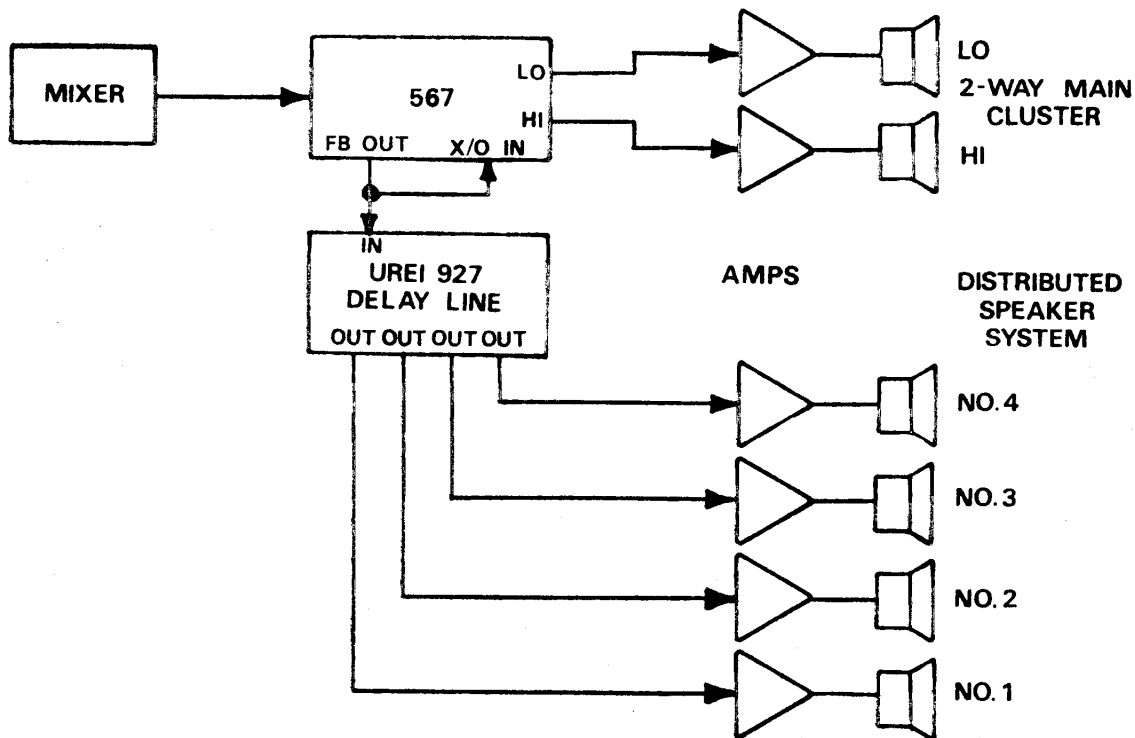 MIXER
567
LO
HI
FB OUT
X/O IN
LO
2-WAY MAIN
CLUSTER
HI
IN
UREI 927
DELAY LINE
OUT OUT OUT OUT
AMPS
DISTRIBUTED
SPEAKER
SYSTEM
NO. 4
NO. 3
NO. 2
NO. 1